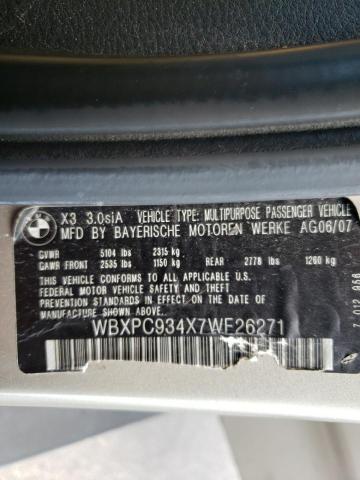 BMW
X3 3.0siA VEHICLE TYPE: MULTIPURPOSE PASSENGER VEHICLE
MFD BY BAYERISCHE MOTOREN WERKE AG06/07
GVWR 5104 lbs 2315 kg
GAWR FRONT 2535 lbs 1150 kg REAR 2778 lbs 1260 kg
THIS VEHICLE CONFORMS TO ALL APPLICABLE
U.S. FEDERAL MOTOR VEHICLE SAFETY, BUMPER AND THEFT
PREVENTION STANDARDS IN EFFECT ON THE DATE OF
MANUFACTURE SHOWN ABOVE.
WBXPC934X7WF26271